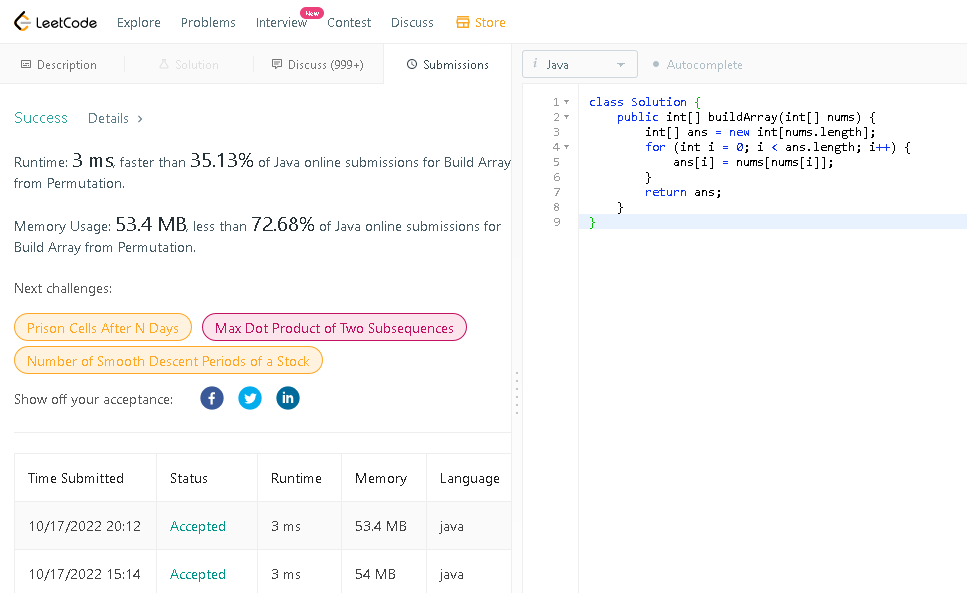 LeetCode Explore Problems Interview New Contest Discuss Store
Description Solution Discuss (999+) Submissions
Success Details >
Runtime: 3 ms, faster than 35.13% of Java online submissions for Build Array
from Permutation.
Memory Usage: 53.4 MB, less than 72.68% of Java online submissions for
Build Array from Permutation.
Next challenges:
Prison Cells After N Days Max Dot Product of Two Subsequences
Number of Smooth Descent Periods of a Stock
Show off your acceptance:
Time Submitted Status Runtime Memory Language
10/17/2022 20:12 Accepted 3 ms 53.4 MB java
10/17/2022 15:14 Accepted 3 ms 54 MB java
i Java Autocomplete
1 class Solution {
2 public int[] buildArray(int[] nums) {
3 int[] ans = new int[nums.length];
4 for (int i = 0; i < ans.length; i++) {
5 ans[i] = nums[nums[i]];
6 }
7 return ans;
8 }
9 }